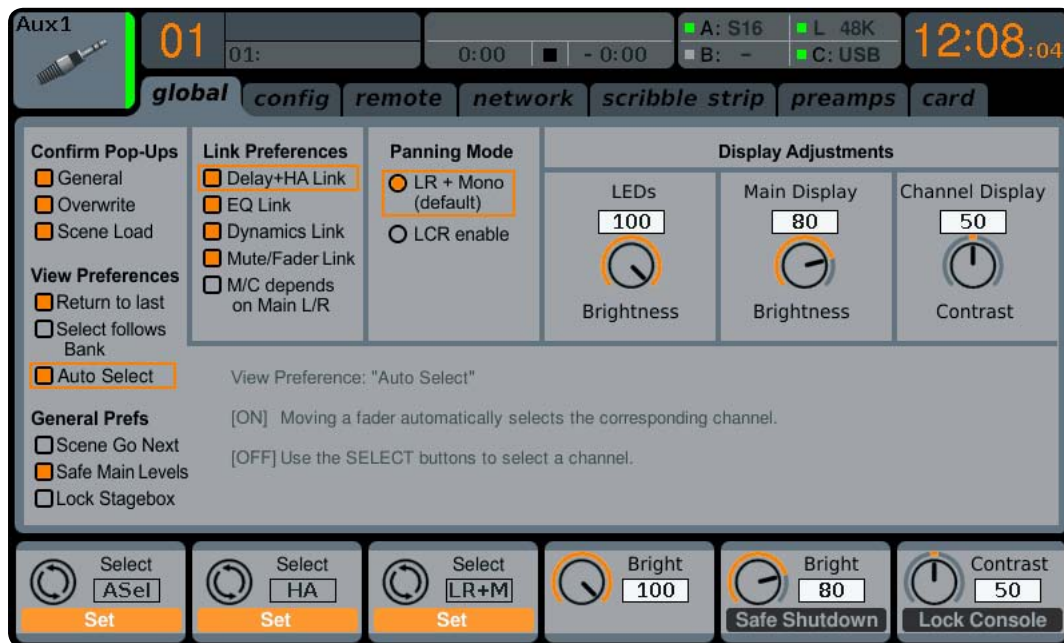 Aux1
01
01:
0:00
- 0:00
A: S16
B: -
L 48K
C: USB
12:08:04
global
config
remote
network
scribble strip
preamps
card
Confirm Pop-Ups
General
Overwrite
Scene Load
View Preferences
Return to last
Select follows
Bank
Auto Select
General Prefs
Scene Go Next
Safe Main Levels
Lock Stagebox
Link Preferences
Delay+HA Link
EQ Link
Dynamics Link
Mute/Fader Link
M/C depends
on Main L/R
Panning Mode
LR + Mono
(default)
LCR enable
Display Adjustments
LEDs
100
Brightness
Main Display
80
Brightness
Channel Display
50
Contrast
View Preference: "Auto Select"
[ON] Moving a fader automatically selects the corresponding channel.
[OFF] Use the SELECT buttons to select a channel.
Select
ASel
Set
Select
HA
Set
Select
LR+M
Set
Bright
100
Bright
80
Safe Shutdown
Contrast
50
Lock Console